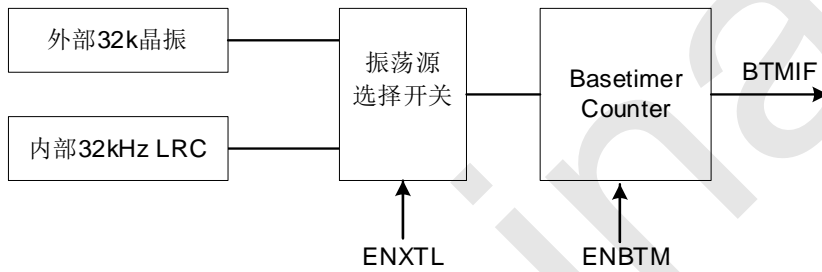 外部32k晶振
内部32kHz LRC
振荡源
选择开关
Basetimer
Counter
BTMIF
ENXTL
ENBTM